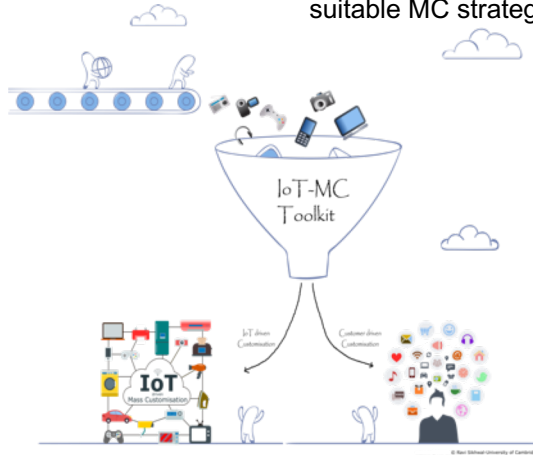 suitable MC strateg
IoT-MC
Toolkit
IoT driven
Customisation
Customer driven
Customisation
IoT
Mass Customisation
© Ravi Sikhwal University of Cambrid